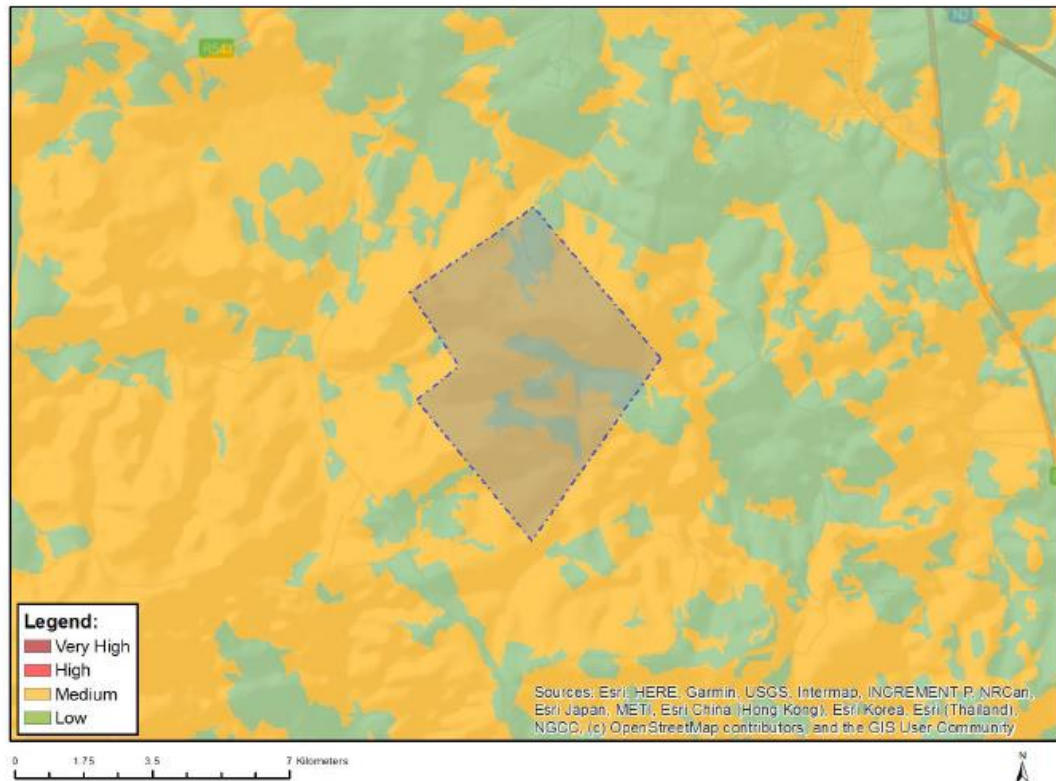 R543
Legend:
Very High
High
Medium
Low
Sources: Esri, HERE, Garmin, USGS, Intermap, INCREMENT P, NRCan,
Esri Japan, METI, Esri China (Hong Kong), Esri Korea, Esri (Thailand),
NGCC, (c) OpenStreetMap contributors, and the GIS User Community
0 1.75 3.5 7 Kilometers
N